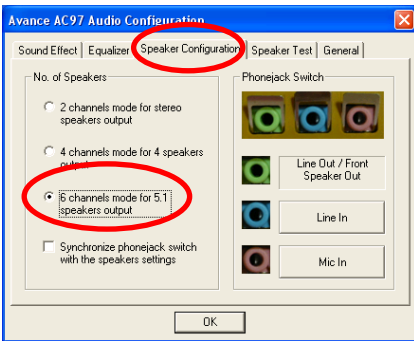 Avance AC97 Audio Configuration
Sound Effect
Equalizer
Speaker Configuration
Speaker Test
General
No. of Speakers
2 channels mode for stereo
speakers output
4 channels mode for 4 speakers
output
6 channels mode for 5.1
speakers output
Synchronize phonejack switch
with the speakers settings
Phonejack Switch
Line Out / Front
Speaker Out
Line In
Mic In
OK